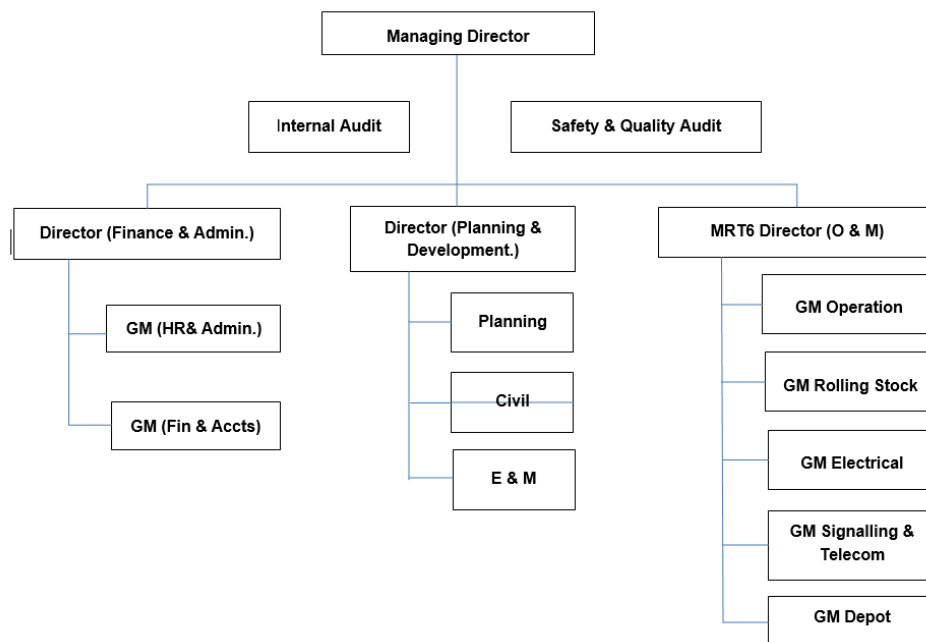 Managing Director
Internal Audit
Safety & Quality Audit
Director (Finance & Admin.)
Director (Planning &
Development.)
MRT6 Director (O & M)
GM (HR& Admin.)
GM (Fin & Accts)
Planning
Civil
E & M
GM Operation
GM Rolling Stock
GM Electrical
GM Signalling &
Telecom
GM Depot